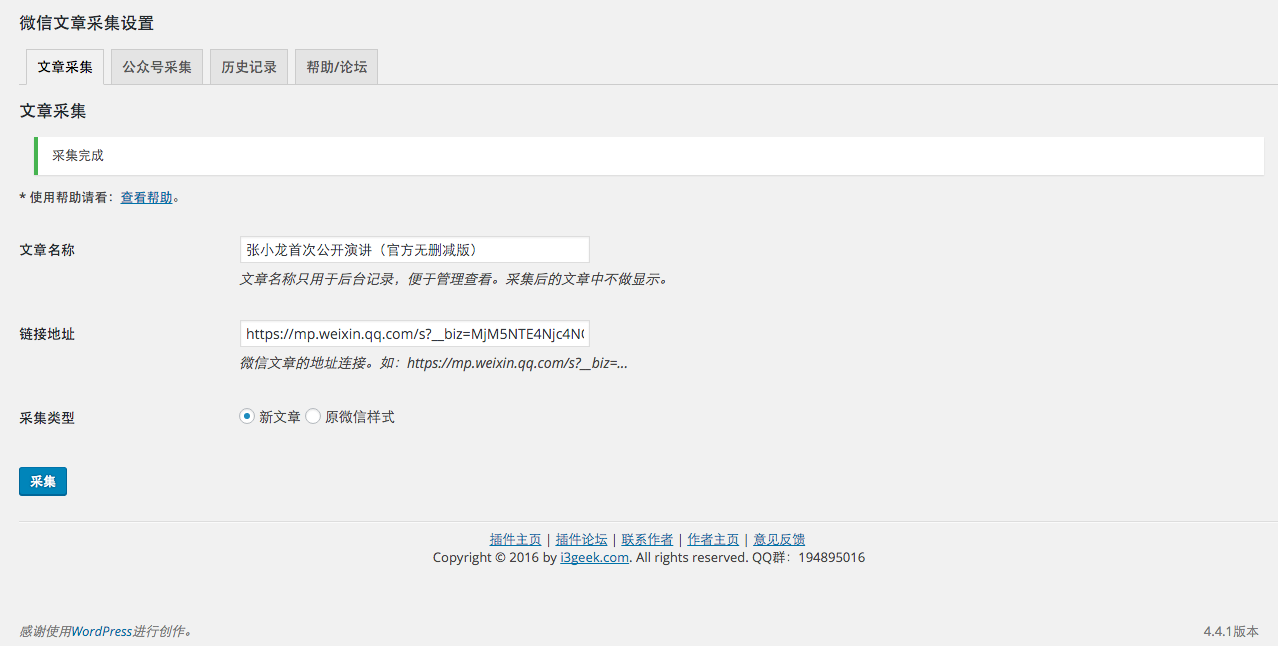 微信文章采集设置
文章采集 公众号采集 历史记录 帮助/论坛
文章采集
采集完成
* 使用帮助请看：查看帮助。
文章名称 张小龙首次公开演讲（官方无删减版）
文章名称只用于后台记录，便于管理查看。采集后的文章中不做显示。
链接地址 https://mp.weixin.qq.com/s?__biz=MjM5NTE4Njc4N
微信文章的地址连接。如：https://mp.weixin.qq.com/s?__biz=...
采集类型 新文章 原微信样式
采集
插件主页 | 插件论坛 | 联系作者 | 作者主页 | 意见反馈
Copyright © 2016 by i3geek.com. All rights reserved. QQ群：194895016
感谢使用WordPress进行创作。 4.4.1版本